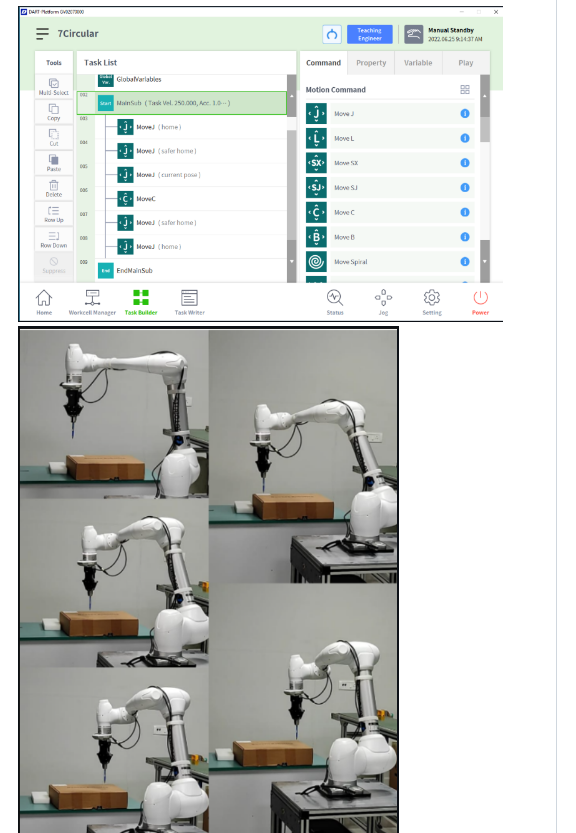 DART-Platform GV02070000
7Circular
Teaching
Engineer
Manual Standby
2022.06.25 9:14:37 AM
Tools
Task List
Command
Property
Variable
Play
Multi-Select
Copy
Cut
Paste
Delete
Row Up
Row Down
Suppress
Global
Var.
GlobalVariables
002
Start
MainSub ( Task Vel. 250.000, Acc. 1.0··· )
003
J
MoveJ ( home )
004
J
MoveJ ( safer home )
005
J
MoveJ ( current pose )
006
C
MoveC
007
J
MoveJ ( safer home )
008
J
MoveJ ( home )
009
End
EndMainSub
Motion Command
J
Move J
L
Move L
SX
Move SX
SJ
Move SJ
C
Move C
B
Move B
Move Spiral
Home
Workcell Manager
Task Builder
Task Writer
Status
Jog
Setting
Power